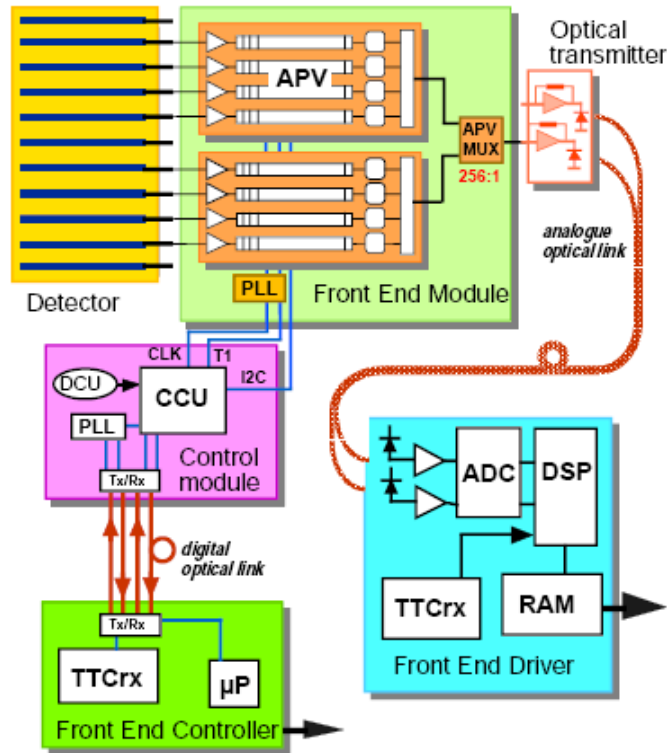 Optical
transmitter
APV
APV
MUX
256:1
analogue
optical link
PLL
Front End Module
Detector
CLK
T1
I2C
DCU
CCU
PLL
Control
module
Tx/Rx
ADC
DSP
digital
optical link
TTCrx
RAM
Tx/Rx
TTCrx
µP
Front End Driver
Front End Controller